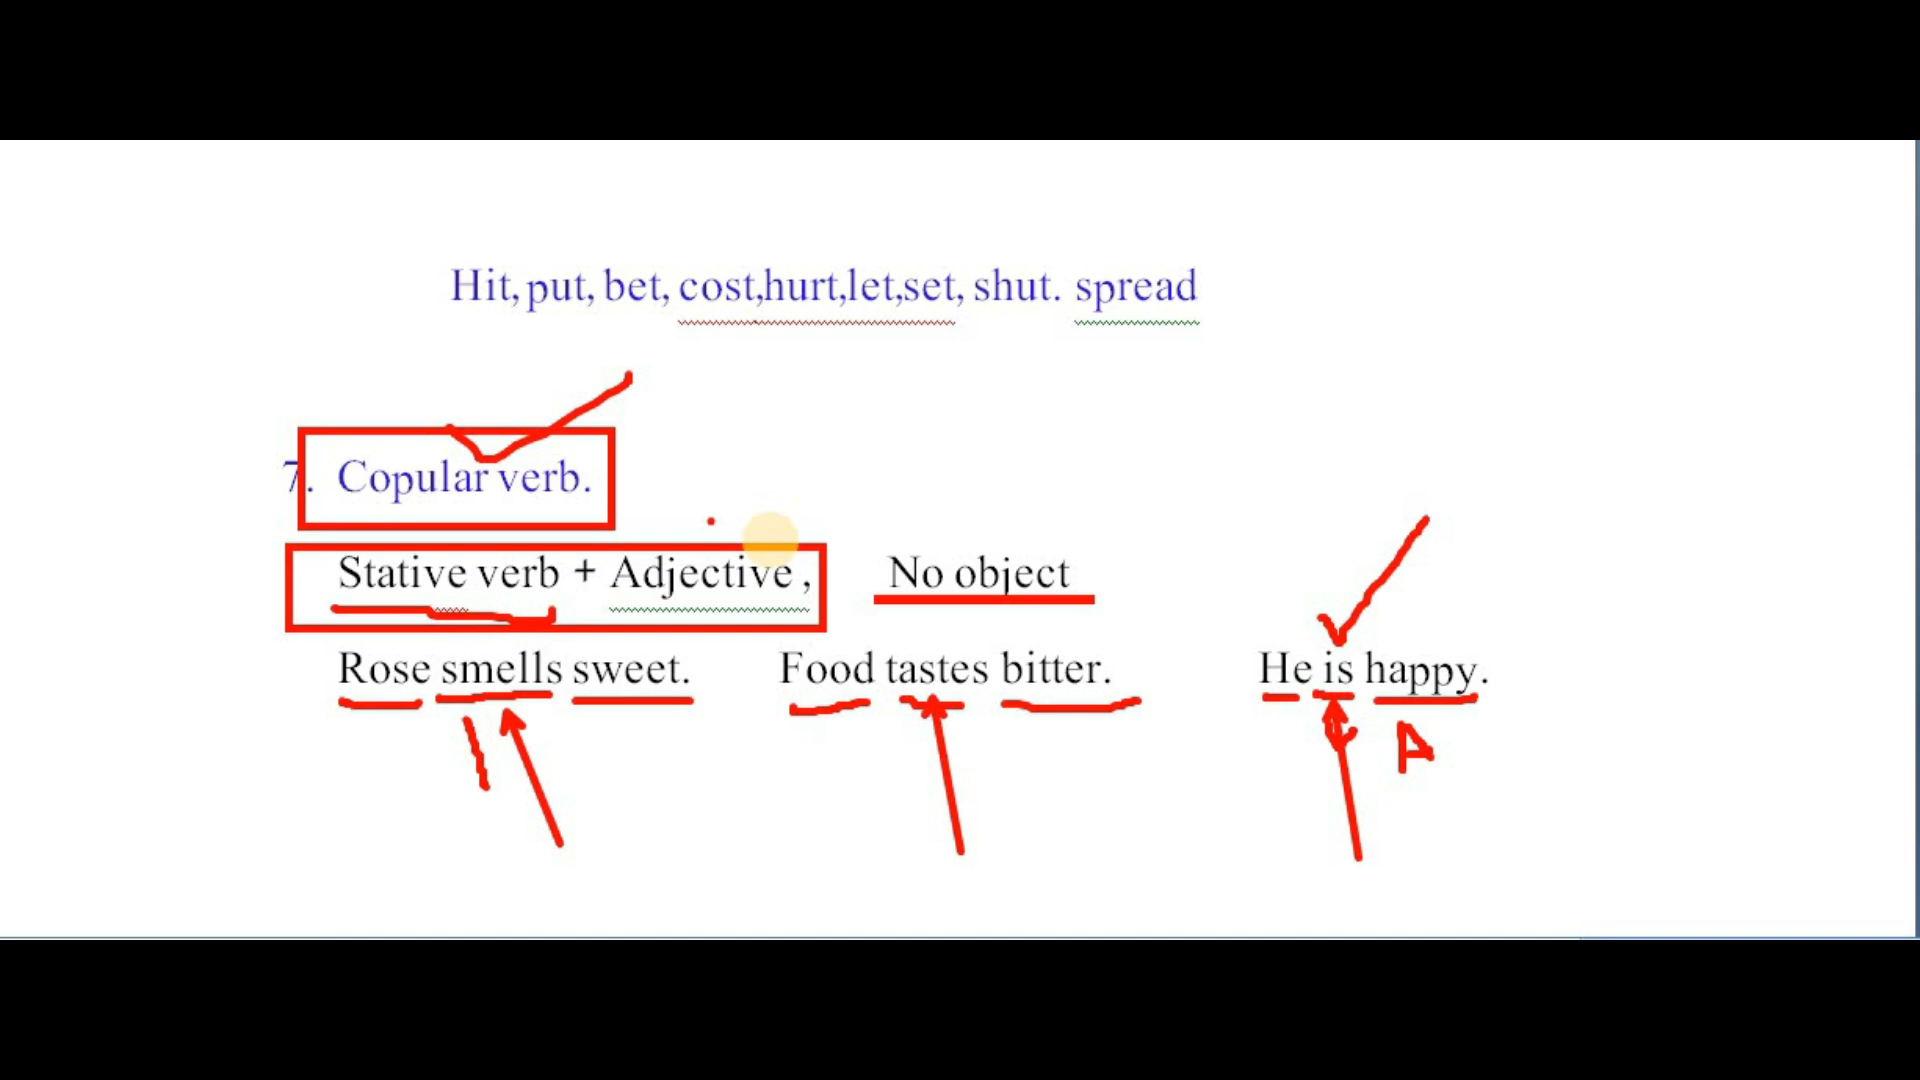 Hit, put, bet, cost,hurt,let,set, shut. spread
7. Copular verb.
Stative verb + Adjective , No object
Rose smells sweet. Food tastes bitter. He is happy.
A